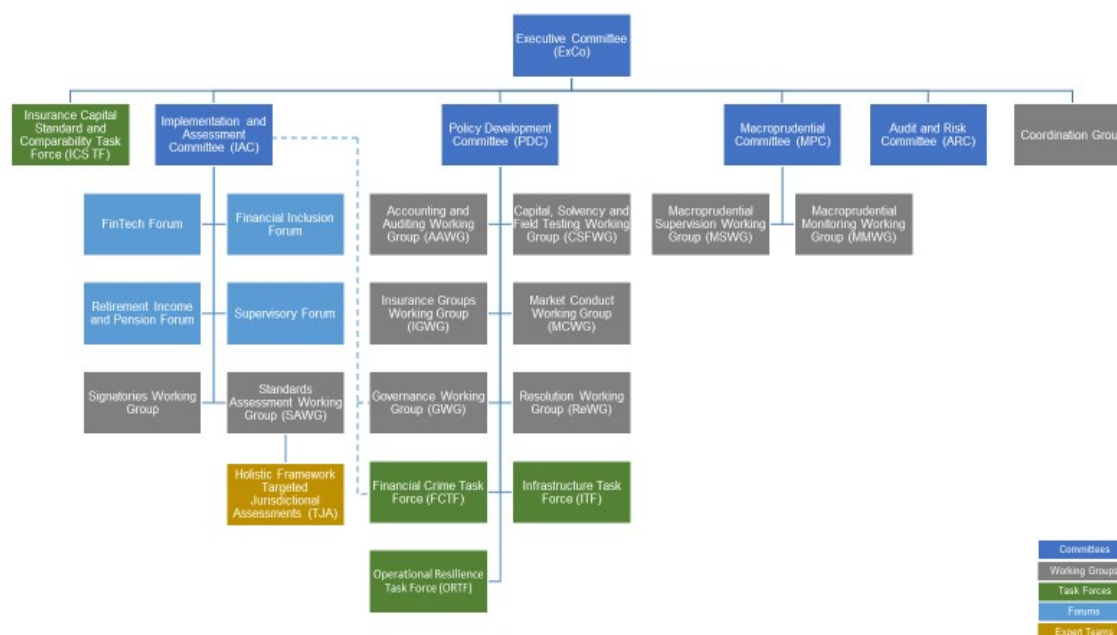 Executive Committee
(ExCo)
Insurance Capital
Standard and
Comparability Task
Force (ICS TF)
Implementation and
Assessment
Committee (IAC)
Policy Development
Committee (PDC)
Macroprudential
Committee (MPC)
Audit and Risk
Committee (ARC)
Coordination Group
FinTech Forum
Financial Inclusion
Forum
Accounting and
Auditing Working
Group (AAWG)
Capital, Solvency and
Field Testing Working
Group (CSFWG)
Macroprudential
Supervision Working
Group (MSWG)
Macroprudential
Monitoring Working
Group (MMWG)
Retirement Income
and Pension Forum
Supervisory Forum
Insurance Groups
Working Group
(IGWG)
Market Conduct
Working Group
(MCWG)
Signatories Working
Group
Standards
Assessment Working
Group (SAWG)
Governance Working
Group (GWG)
Resolution Working
Group (ReWG)
Holistic Framework
Targeted
Jurisdictional
Assessments (TJA)
Financial Crime Task
Force (FCTF)
Infrastructure Task
Force (ITF)
Operational Resilience
Task Force (ORTF)
Committees
Working Groups
Task Forces
Forums
Expert Teams